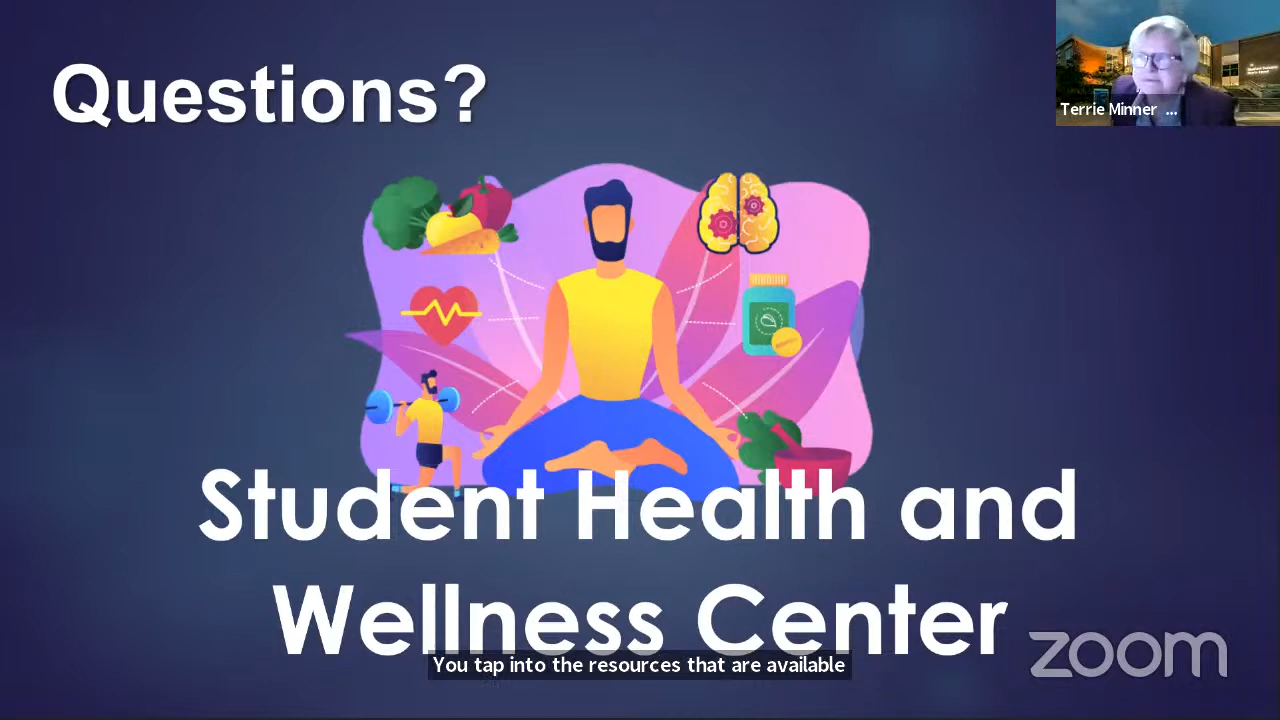 Questions?
Terrie Minner ...
Student Health and
Wellness Center
You tap into the resources that are available
zoom